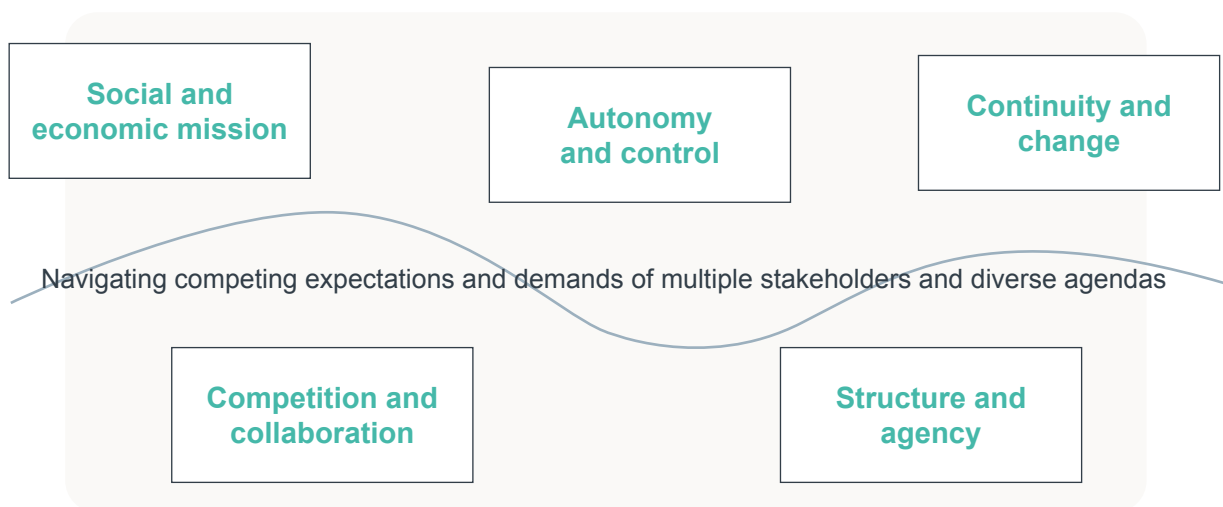 Social and
economic mission
Autonomy
and control
Continuity and
change
Navigating competing expectations and demands of multiple stakeholders and diverse agendas
Competition and
collaboration
Structure and
agency